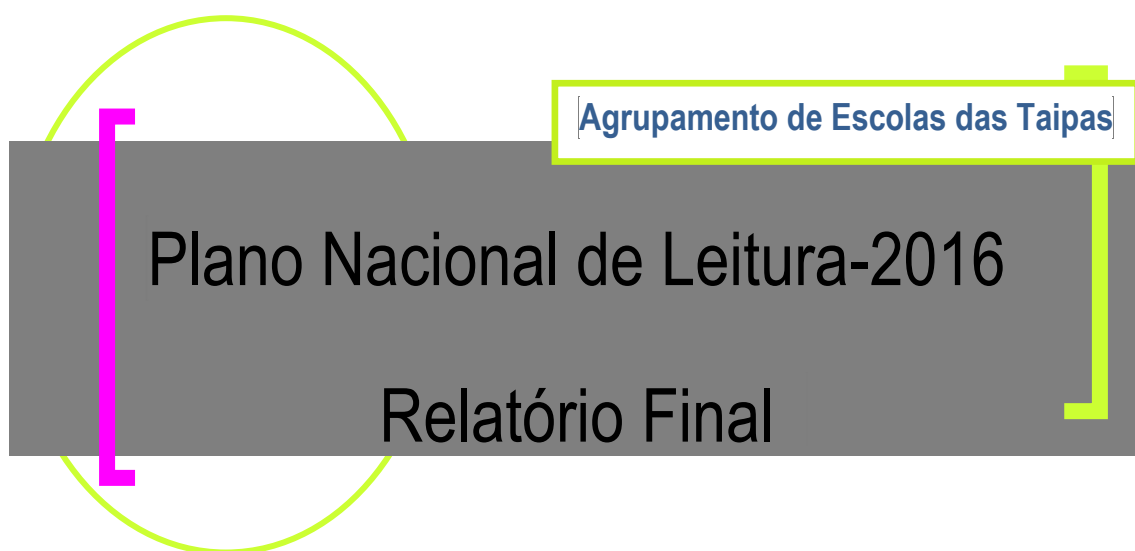 Agrupamento de Escolas das Taipas
Plano Nacional de Leitura-2016
Relatório Final